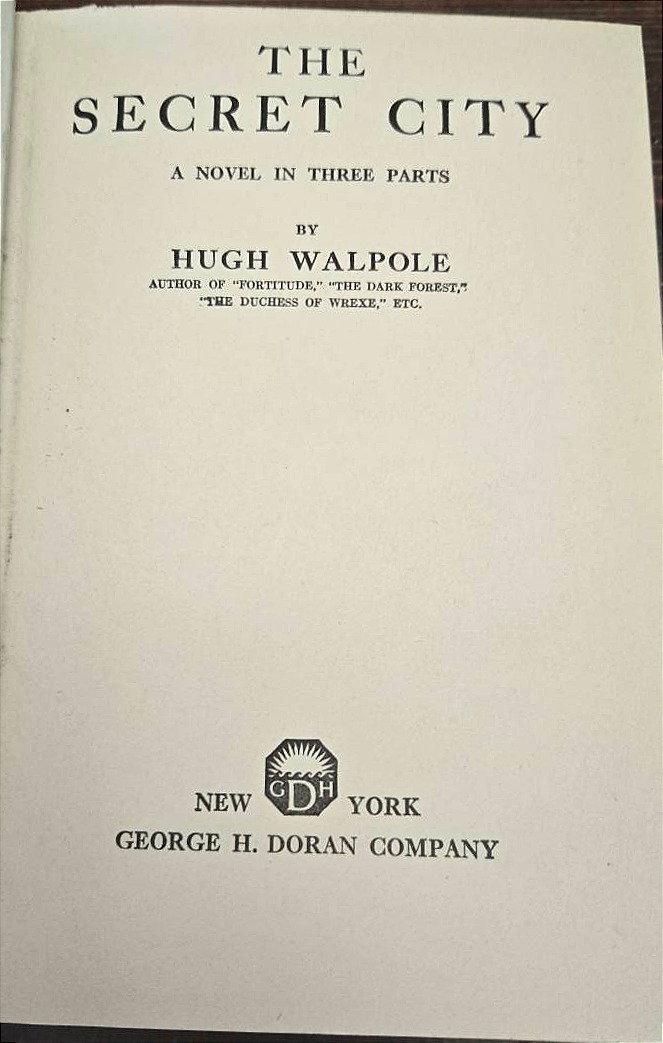 THE
SECRET CITY
A NOVEL IN THREE PARTS
BY
HUGH WALPOLE
AUTHOR OF "FORTITUDE," "THE DARK FOREST,"
"THE DUCHESS OF WREXE," ETC.
GDH
NEW YORK
GEORGE H. DORAN COMPANY